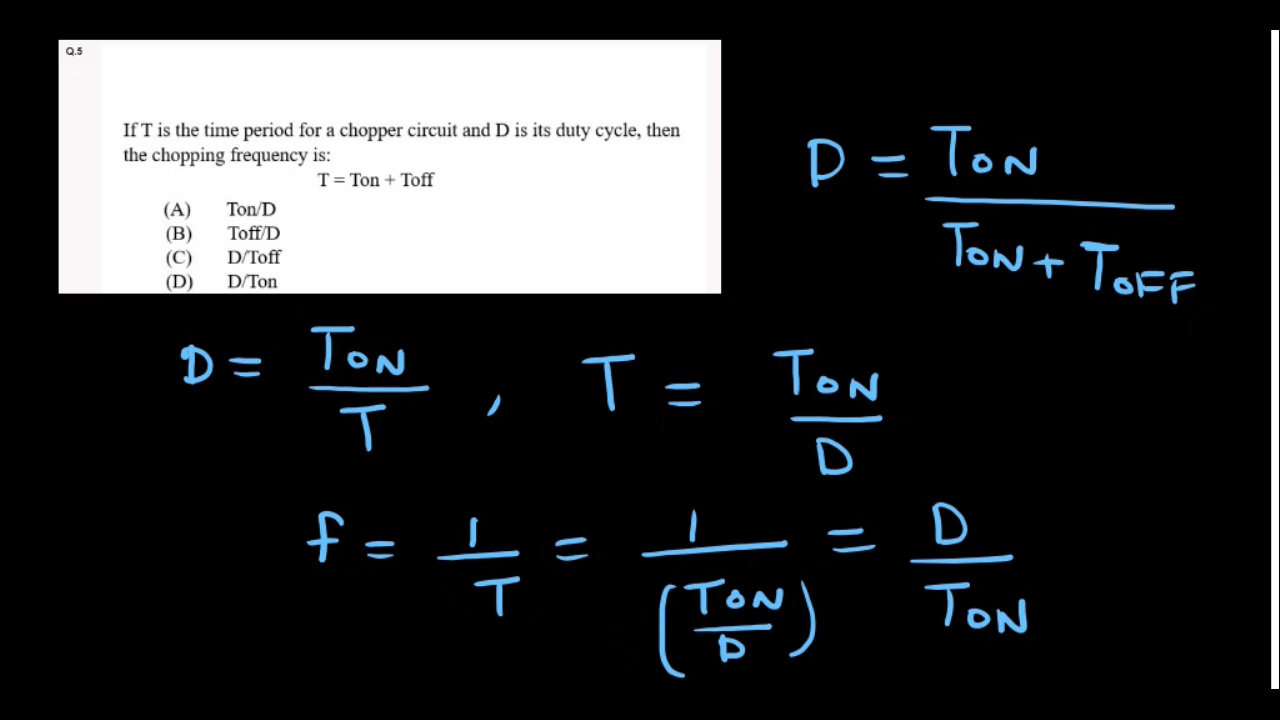 Q.5
If T is the time period for a chopper circuit and D is its duty cycle, then
the chopping frequency is:
T = Ton + Toff
(A) Ton/D
(B) Toff/D
(C) D/Toff
(D) D/Ton
D = TON / TON + TOFF
D = TON / T , T = TON / D
f = 1 / T = 1 / (TON / D) = D / TON